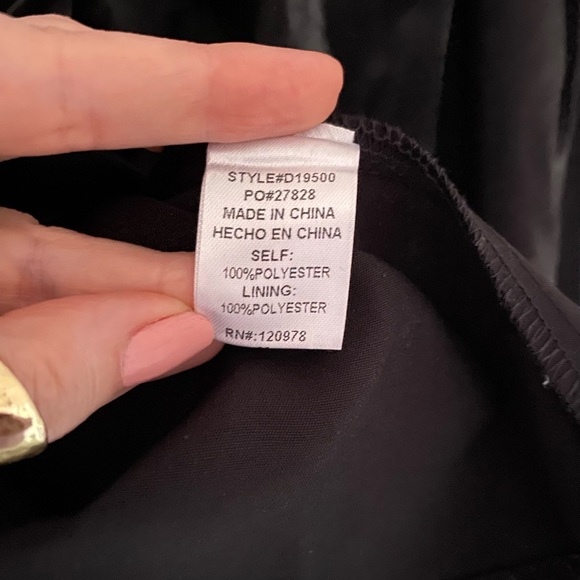 STYLE#D19500
PO#27828
MADE IN CHINA
HECHO EN CHINA
SELF:
100%POLYESTER
LINING:
100%POLYESTER
RN#:120978